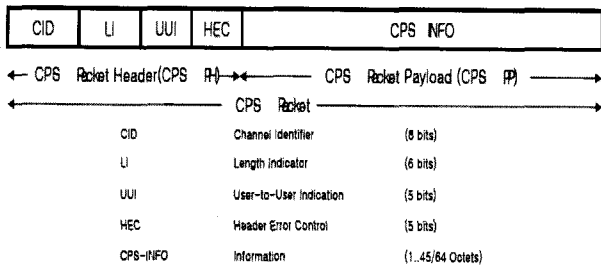 CID LI UUI HEC CPS INFO
CPS Packet Header(CPS PH) CPS Packet Payload (CPS PP)
CPS Packet
CID Channel Identifier (8 bits)
LI Length Indicator (6 bits)
UUI User-to-User Indication (5 bits)
HEC Header Error Control (5 bits)
CPS-INFO Information (1..45/64 Octets)